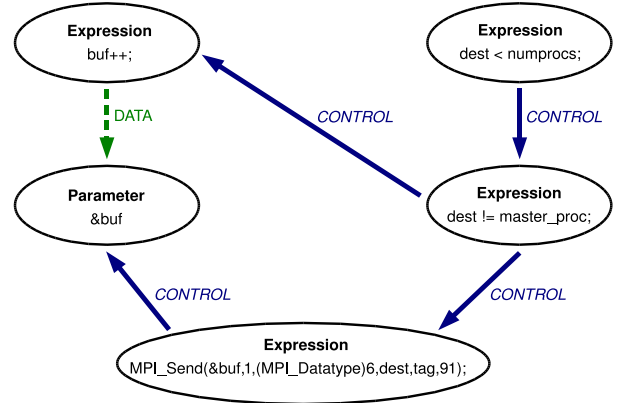 Expression
buf++;
Expression
dest < numprocs;
DATA
CONTROL
CONTROL
Parameter
&buf
Expression
dest != master_proc;
CONTROL
CONTROL
Expression
MPI_Send(&buf,1,(MPI_Datatype)6,dest,tag,91);